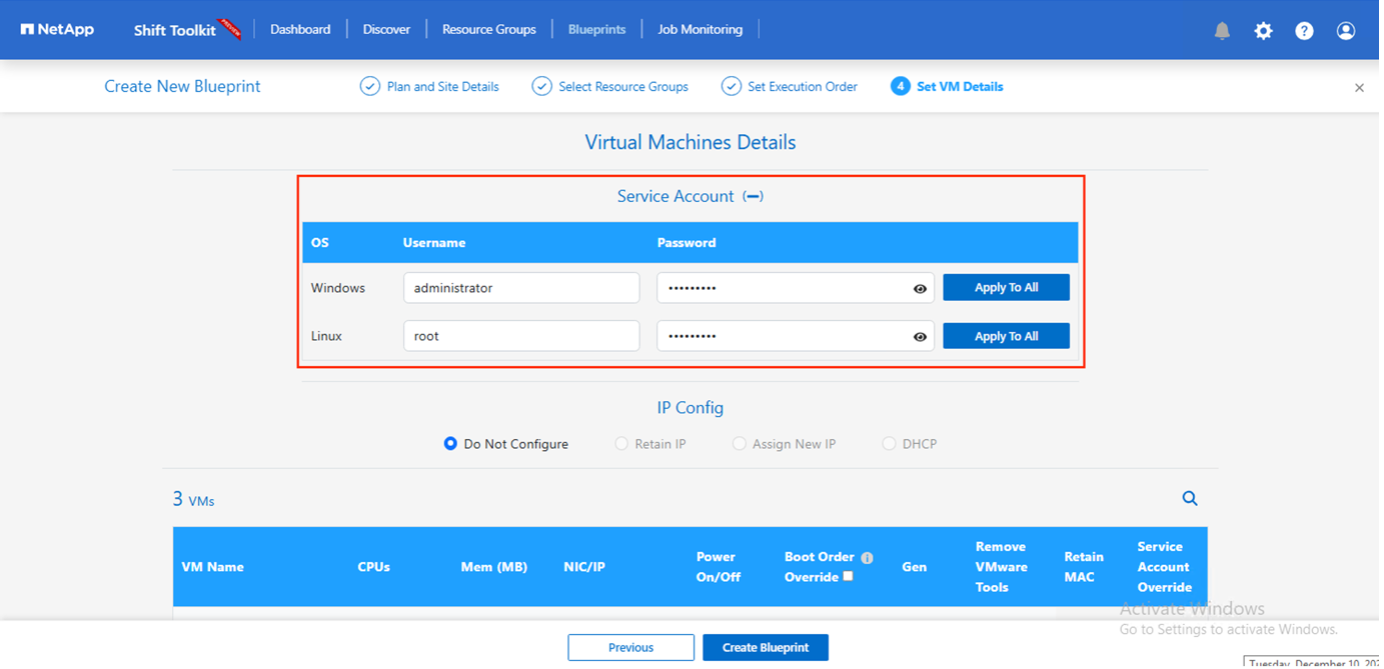 NetApp
Shift Toolkit PREVIEW
Dashboard
Discover
Resource Groups
Blueprints
Job Monitoring
Create New Blueprint
Plan and Site Details
Select Resource Groups
Set Execution Order
4 Set VM Details
Virtual Machines Details
Service Account (—)
OS Username Password
Windows administrator ••••••••• Apply To All
Linux root ••••••••• Apply To All
IP Config
Do Not Configure Retain IP Assign New IP DHCP
3 VMs
VM Name
CPUs
Mem (MB)
NIC/IP
Power
On/Off
Boot Order
Override
Gen
Remove
VMware
Tools
Retain
MAC
Service
Account
Override
Activate Windows
Go to Settings to activate Windows.
Previous
Create Blueprint
Tuesday, December 10,